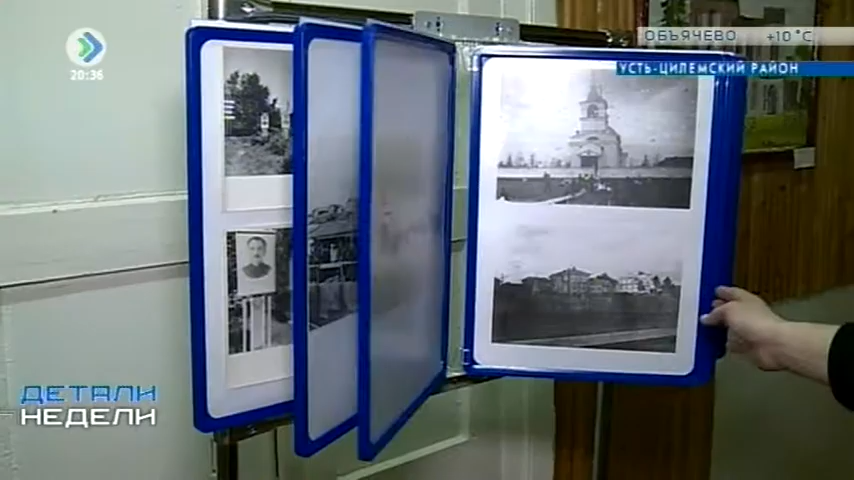 ОБЪЯЧЕВО +10°C
20:36
УСТЬ-ЦИЛЕМСКИЙ РАЙОН
ДЕТАЛИ
НЕДЕЛИ